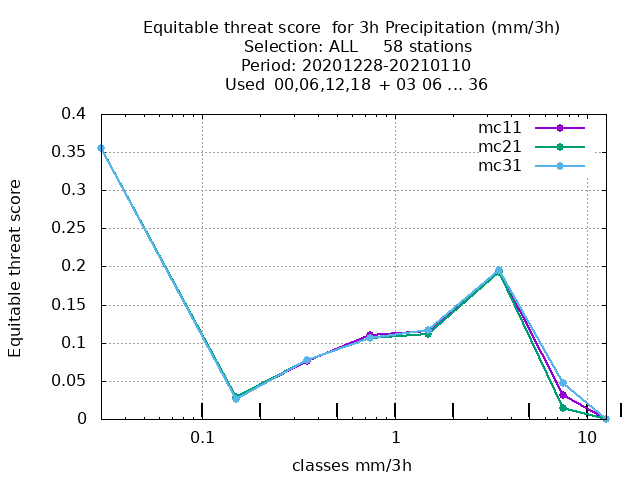 Equitable threat score  for 3h Precipitation (mm/3h)
Selection: ALL     58 stations
Period: 20201228-20210110
Used  00,06,12,18  + 03 06 ... 36
mc11
mc21
mc31
Equitable threat score
0.4
0.35
0.3
0.25
0.2
0.15
0.1
0.05
0
0.1 1 10
classes mm/3h